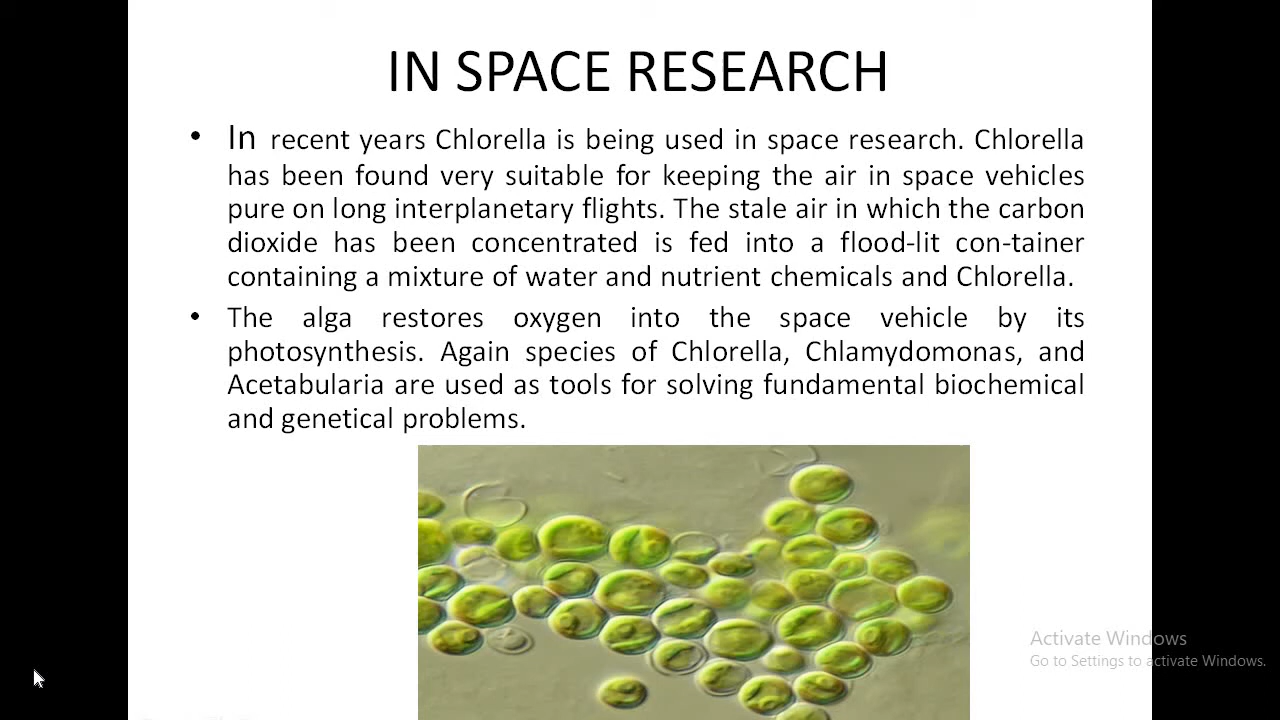 IN SPACE RESEARCH
• In recent years Chlorella is being used in space research. Chlorella
has been found very suitable for keeping the air in space vehicles
pure on long interplanetary flights. The stale air in which the carbon
dioxide has been concentrated is fed into a flood-lit con-tainer
containing a mixture of water and nutrient chemicals and Chlorella.
• The alga restores oxygen into the space vehicle by its
photosynthesis. Again species of Chlorella, Chlamydomonas, and
Acetabularia are used as tools for solving fundamental biochemical
and genetical problems.
Activate Windows
Go to Settings to activate Windows.